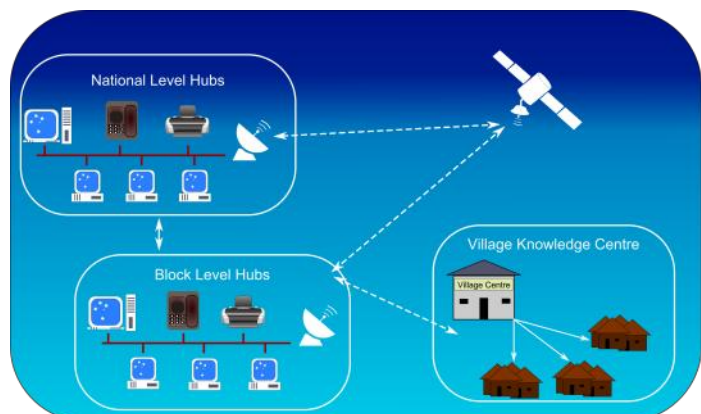 National Level Hubs
Block Level Hubs
Village Knowledge Centre
Village Centre